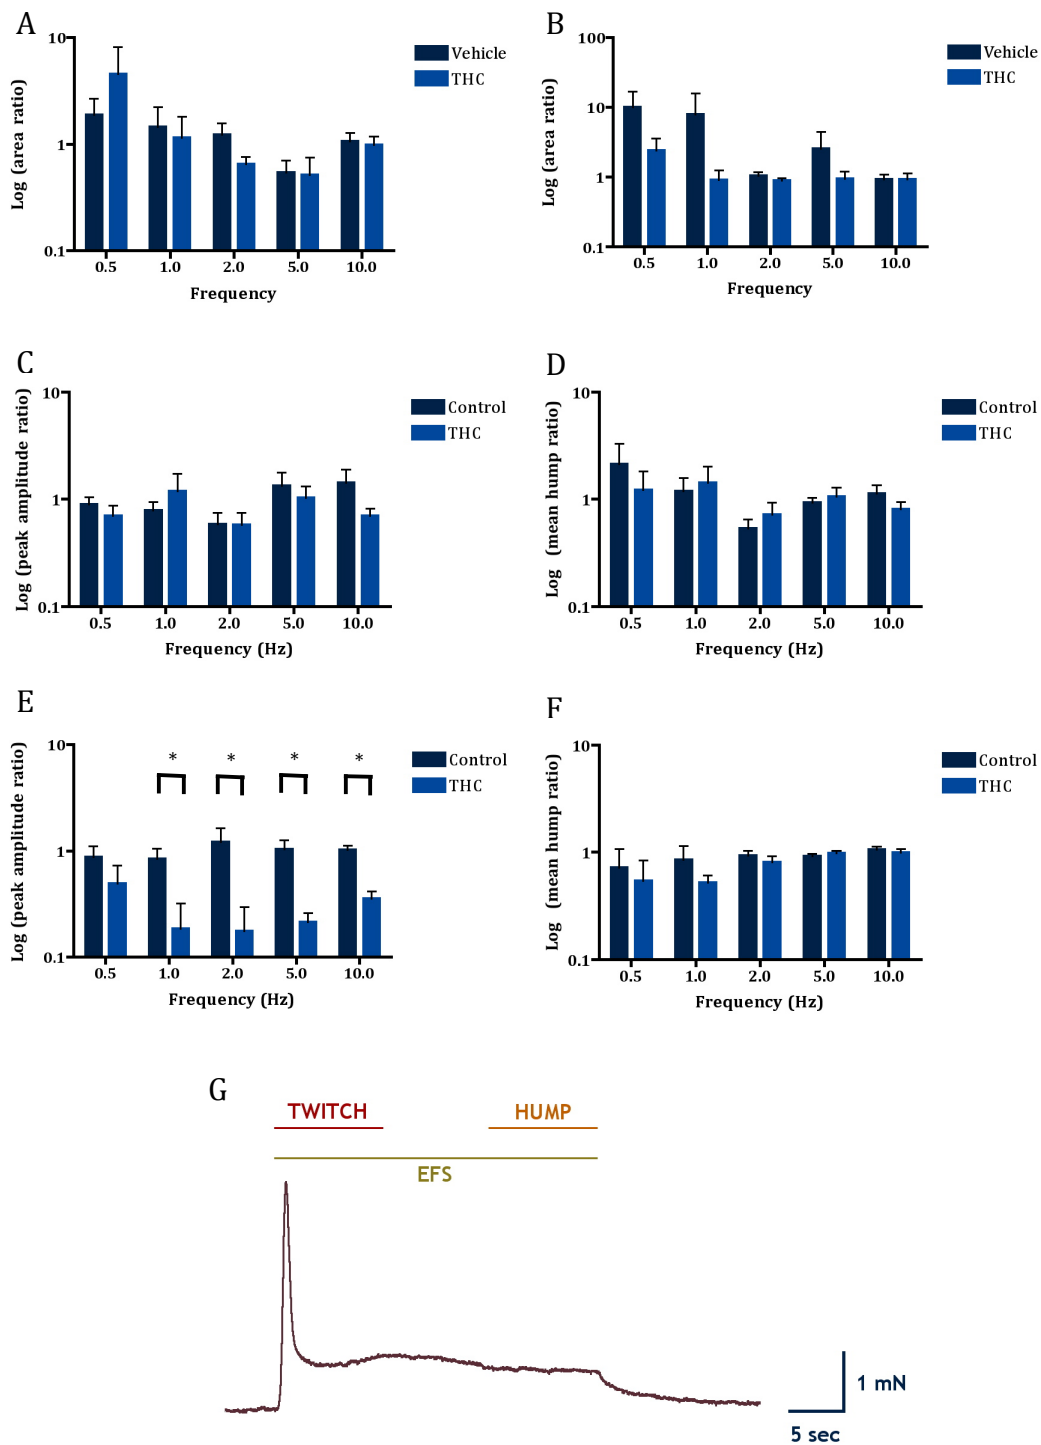 A
10
1
0.1
Log (area ratio)
0.5 1.0 2.0 5.0 10.0
Frequency
Vehicle
THC
B
100
10
1
0.1
Log (area ratio)
0.5 1.0 2.0 5.0 10.0
Frequency
Vehicle
THC
C
10
1
0.1
Log (peak amplitude ratio)
0.5 1.0 2.0 5.0 10.0
Frequency (Hz)
Control
THC
D
10
1
0.1
Log (mean hump ratio)
0.5 1.0 2.0 5.0 10.0
Frequency (Hz)
Control
THC
E
10
1
0.1
Log (peak amplitude ratio)
* * * *
0.5 1.0 2.0 5.0 10.0
Frequency (Hz)
Control
THC
F
10
1
0.1
Log (mean hump ratio)
0.5 1.0 2.0 5.0 10.0
Frequency (Hz)
Control
THC
G
TWITCH HUMP
EFS
1 mN
5 sec